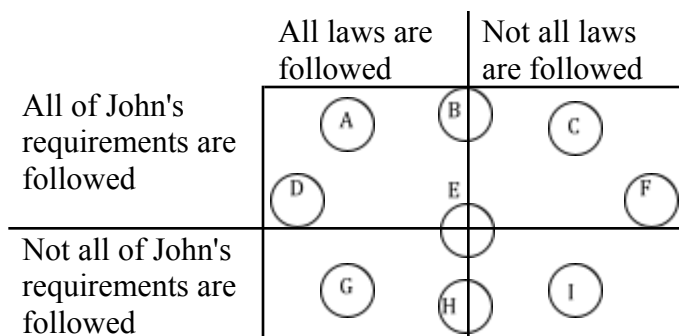 All laws are
followed
Not all laws
are followed
All of John's
requirements are
followed
A
B
C
D
E
F
Not all of John's
requirements are
followed
G
H
I